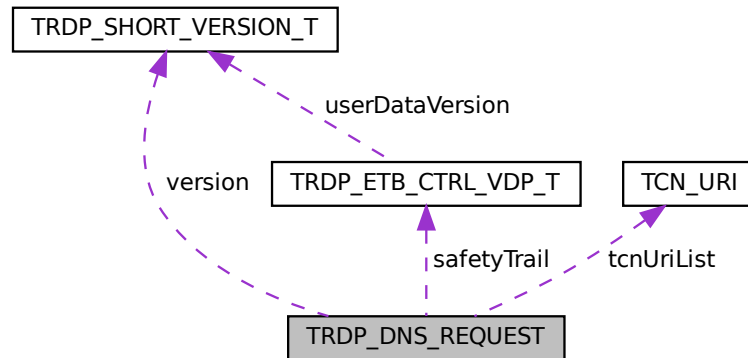 TRDP_SHORT_VERSION_T
userDataVersion
version
TRDP_ETB_CTRL_VDP_T
TCN_URI
safetyTrail
tcnUriList
TRDP_DNS_REQUEST